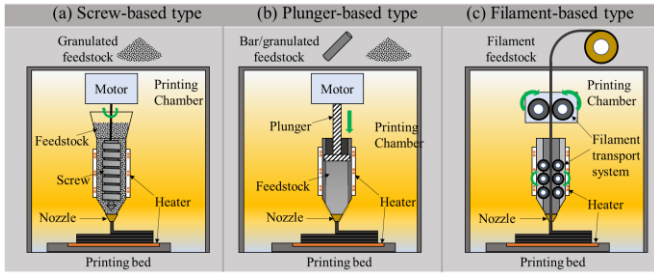 (a) Screw-based type
Granulated
feedstock
Motor
Printing
Chamber
Feedstock
Screw
Heater
Nozzle
Printing bed
(b) Plunger-based type
Bar/granulated
feedstock
Motor
Plunger
Printing
Chamber
Feedstock
Heater
Nozzle
Printing bed
(c) Filament-based type
Filament
feedstock
Printing
Chamber
Filament
transport
system
Heater
Nozzle
Printing bed